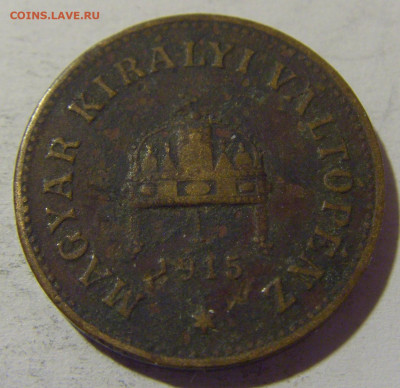 COINS.LAVE.RU
MAGYAR KIRÁLYI VÁLTÓPÉNZ
1915